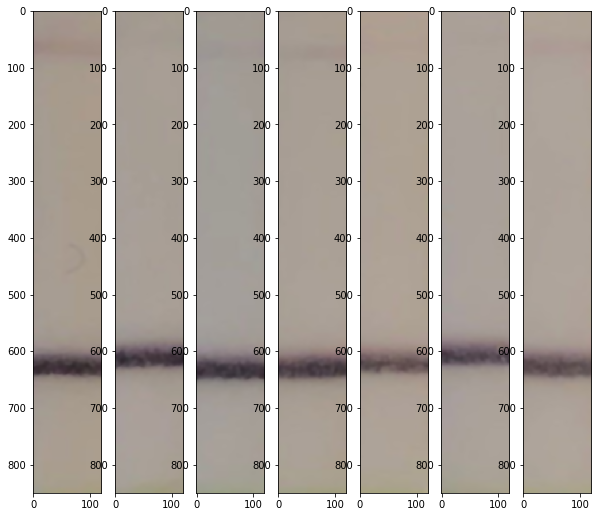 0 0 0 0 0 0 0
100 100 100 100 100 100 100
200 200 200 200 200 200 200
300 300 300 300 300 300 300
400 400 400 400 400 400 400
500 500 500 500 500 500 500
600 600 600 600 600 600 600
700 700 700 700 700 700 700
800 800 800 800 800 800 800
0 100 0 100 0 100 0 100 0 100 0 100 0 100